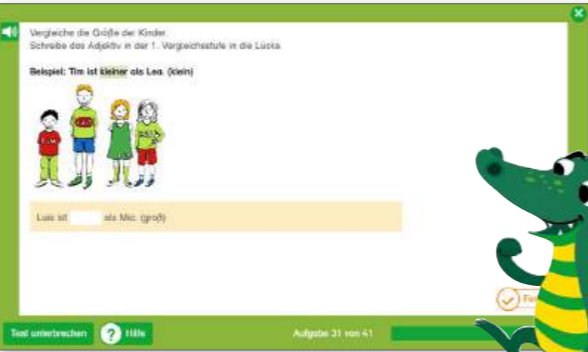 Vergleiche die Größe der Kinder.
Schreibe das Adjektiv in der 1. Vergleichsstufe in die Lücke.
Beispiel: Tim ist kleiner als Lea. (klein)
Luis ist als Mia. (groß)
Test unterbrechen
? Hilfe
Aufgabe 31 von 41